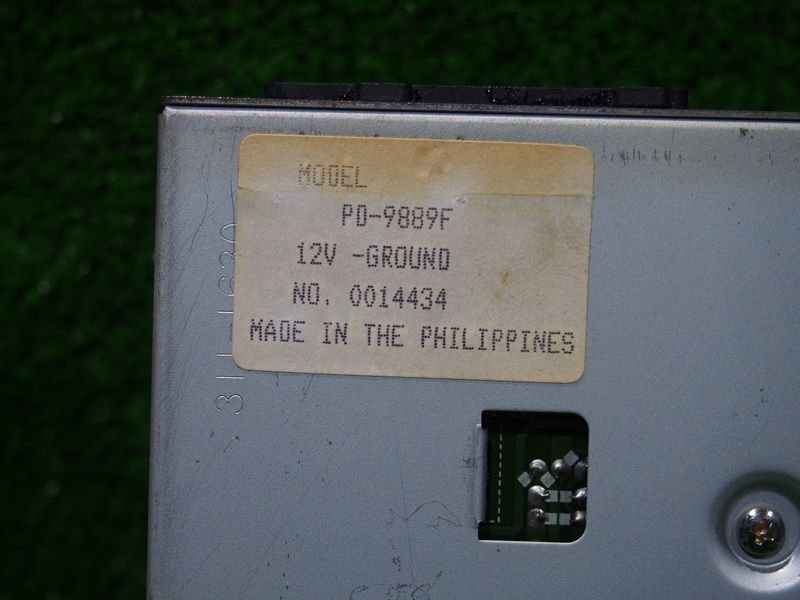 MODEL
PD-9889F
12V -GROUND
NO. 0014434
MADE IN THE PHILIPPINES